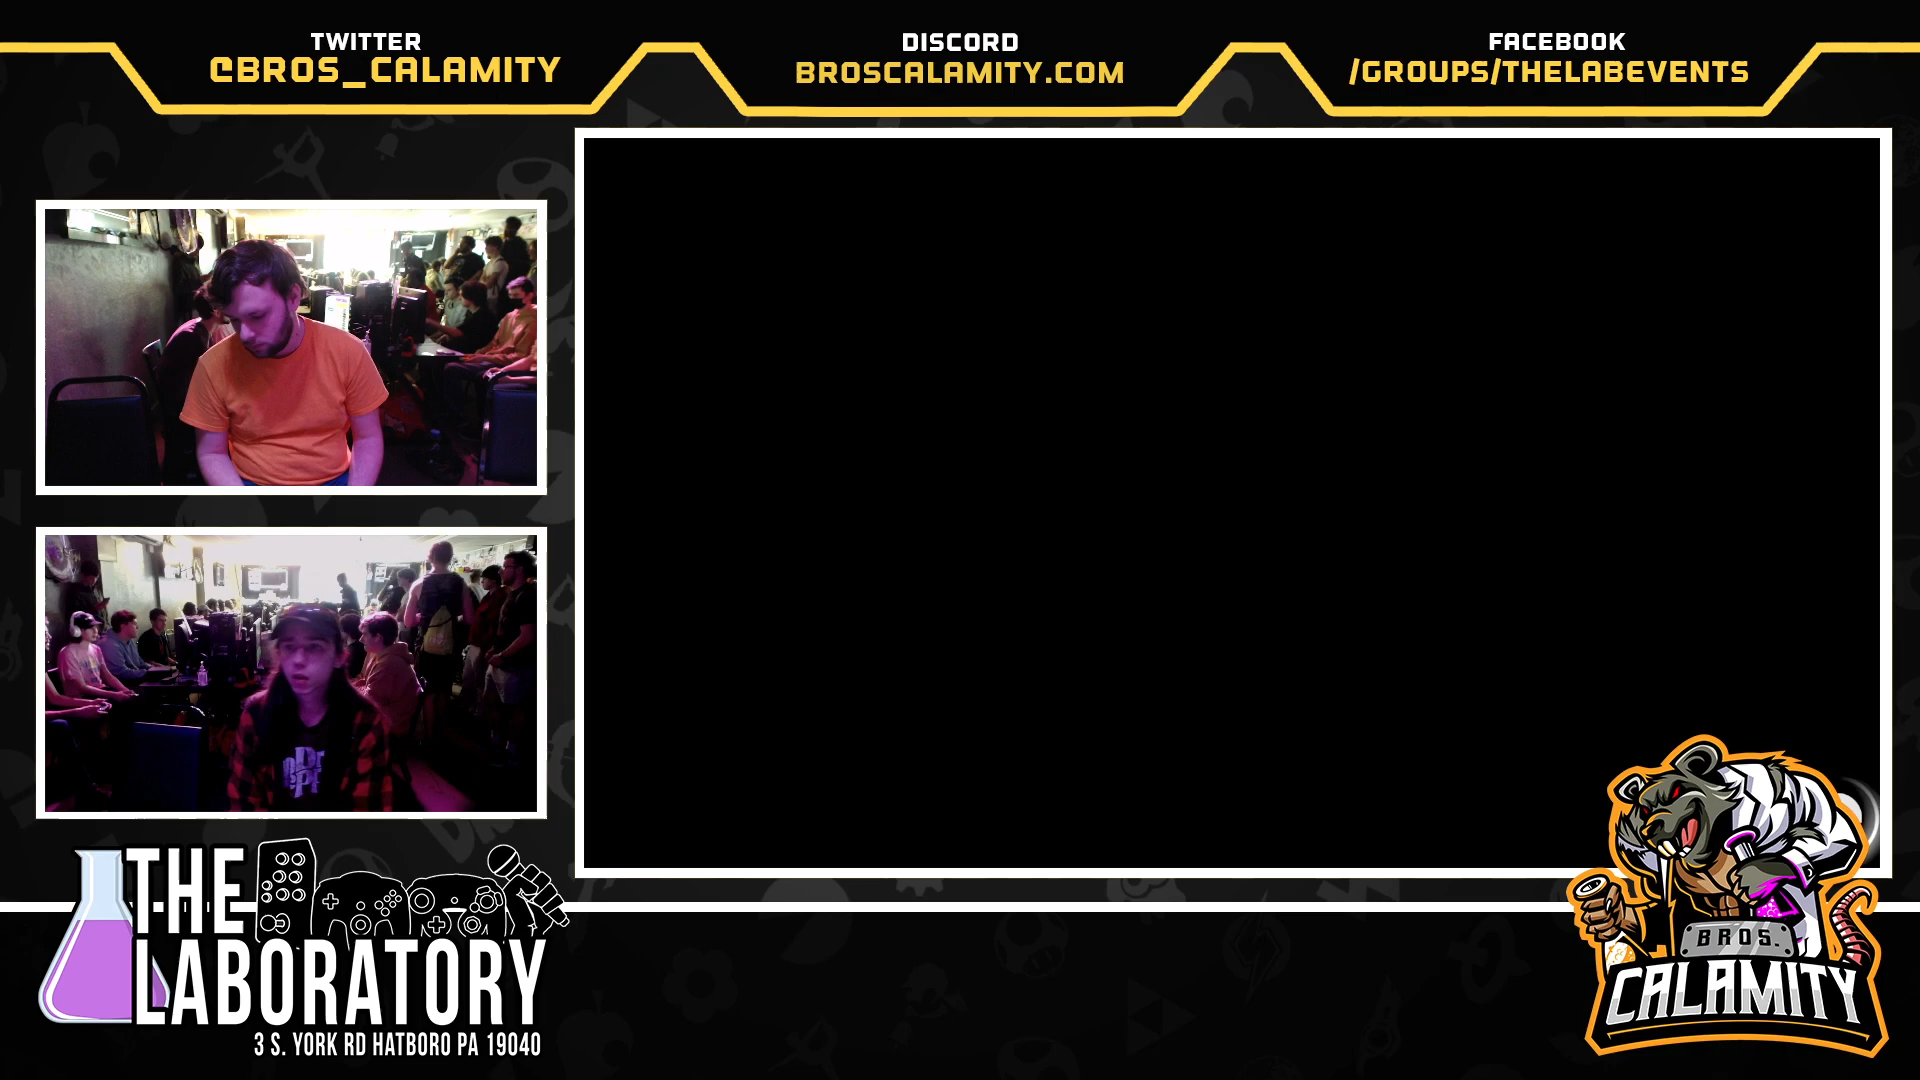 TWITTER
@BROS_CALAMITY
DISCORD
BROSCALAMITY.COM
FACEBOOK
/GROUPS/THELABEVENTS
THE
LABORATORY
3 S. YORK RD HATBORO PA 19040
BROS.
CALAMITY